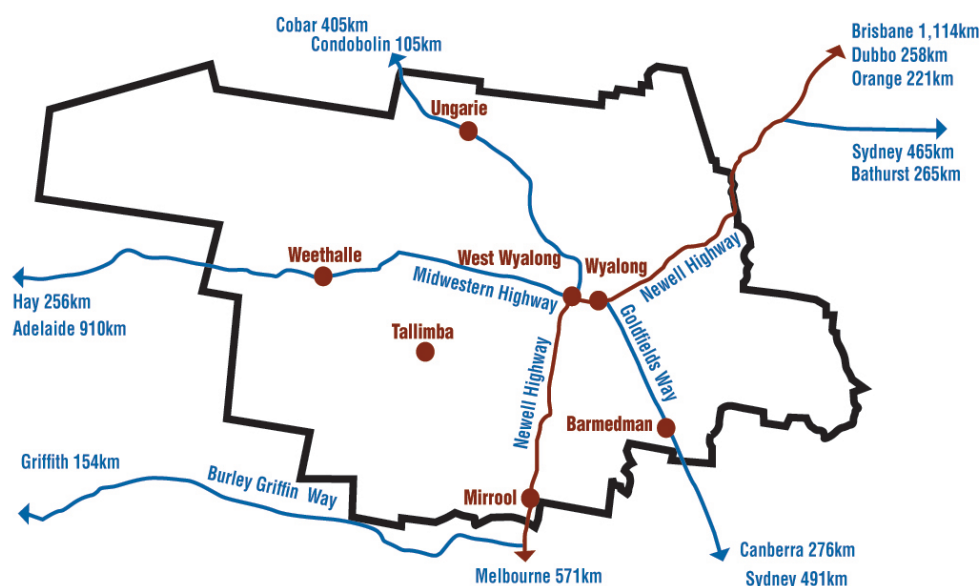 Cobar 405km
Condobolin 105km
Brisbane 1,114km
Dubbo 258km
Orange 221km
Ungarie
Sydney 465km
Bathurst 265km
Weethalle
West Wyalong
Wyalong
Newell Highway
Midwestern Highway
Hay 256km
Adelaide 910km
Goldfields Way
Tallimba
Newell Highway
Barmedman
Griffith 154km
Burley Griffin Way
Mirrool
Canberra 276km
Melbourne 571km
Sydney 491km